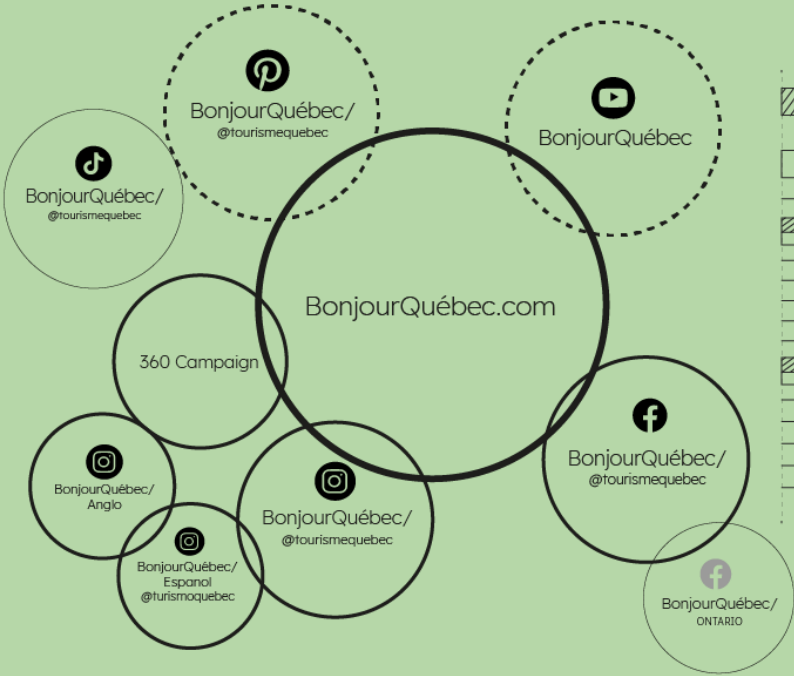 BonjourQuébec/
@tourismequebec
BonjourQuébec
BonjourQuébec/
@tourismequebec
BonjourQuébec.com
360 Campaign
BonjourQuébec/
@tourismequebec
BonjourQuébec/
Anglo
BonjourQuébec/
@tourismequebec
BonjourQuébec/
Espanol
@turismoquebec
BonjourQuébec/
ONTARIO